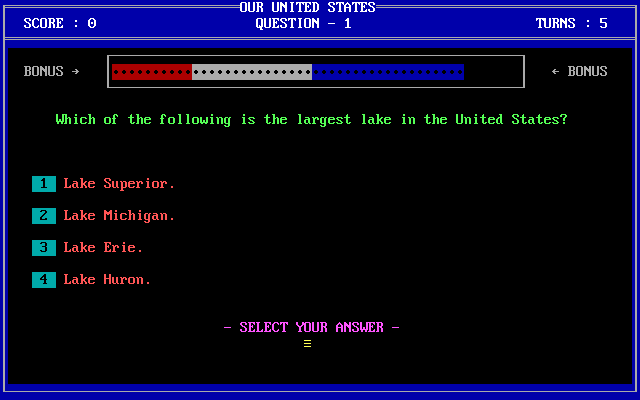 OUR UNITED STATES
SCORE : 0 QUESTION - 1 TURNS : 5
BONUS → ← BONUS
Which of the following is the largest lake in the United States?
1 Lake Superior.
2 Lake Michigan.
3 Lake Erie.
4 Lake Huron.
- SELECT YOUR ANSWER -
≡